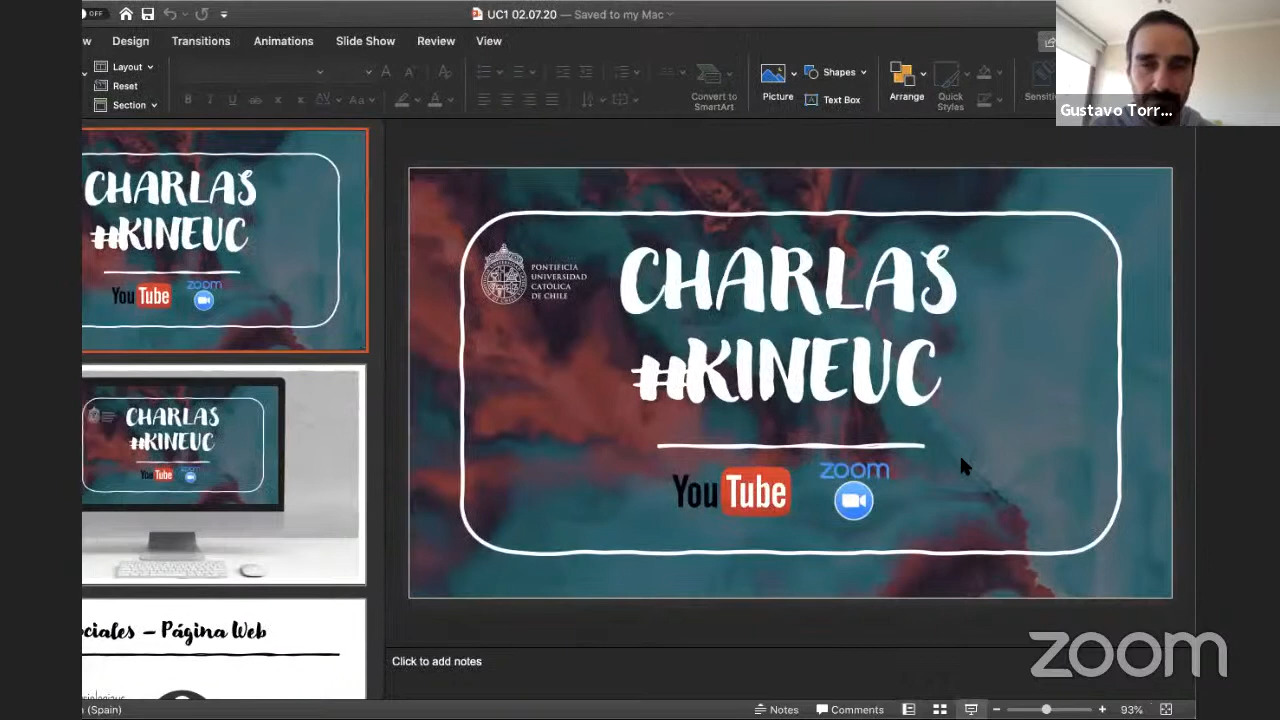 OFF
UC1 02.07.20 — Saved to my Mac
Design Transitions Animations Slide Show Review View
Layout
Reset
Section
Convert to
SmartArt
Picture
Shapes
Text Box
Arrange
Quick
Styles
Gustavo Torr...
CHARLAS
#KINEUC
YouTube
zoom
CHARLAS
#KINEUC
YouTube
ciales – Página Web
PONTIFICIA
UNIVERSIDAD
CATÓLICA
DE CHILE
CHARLAS
#KINEUC
YouTube
zoom
Click to add notes
zoom
(Spain)
Notes Comments 93%